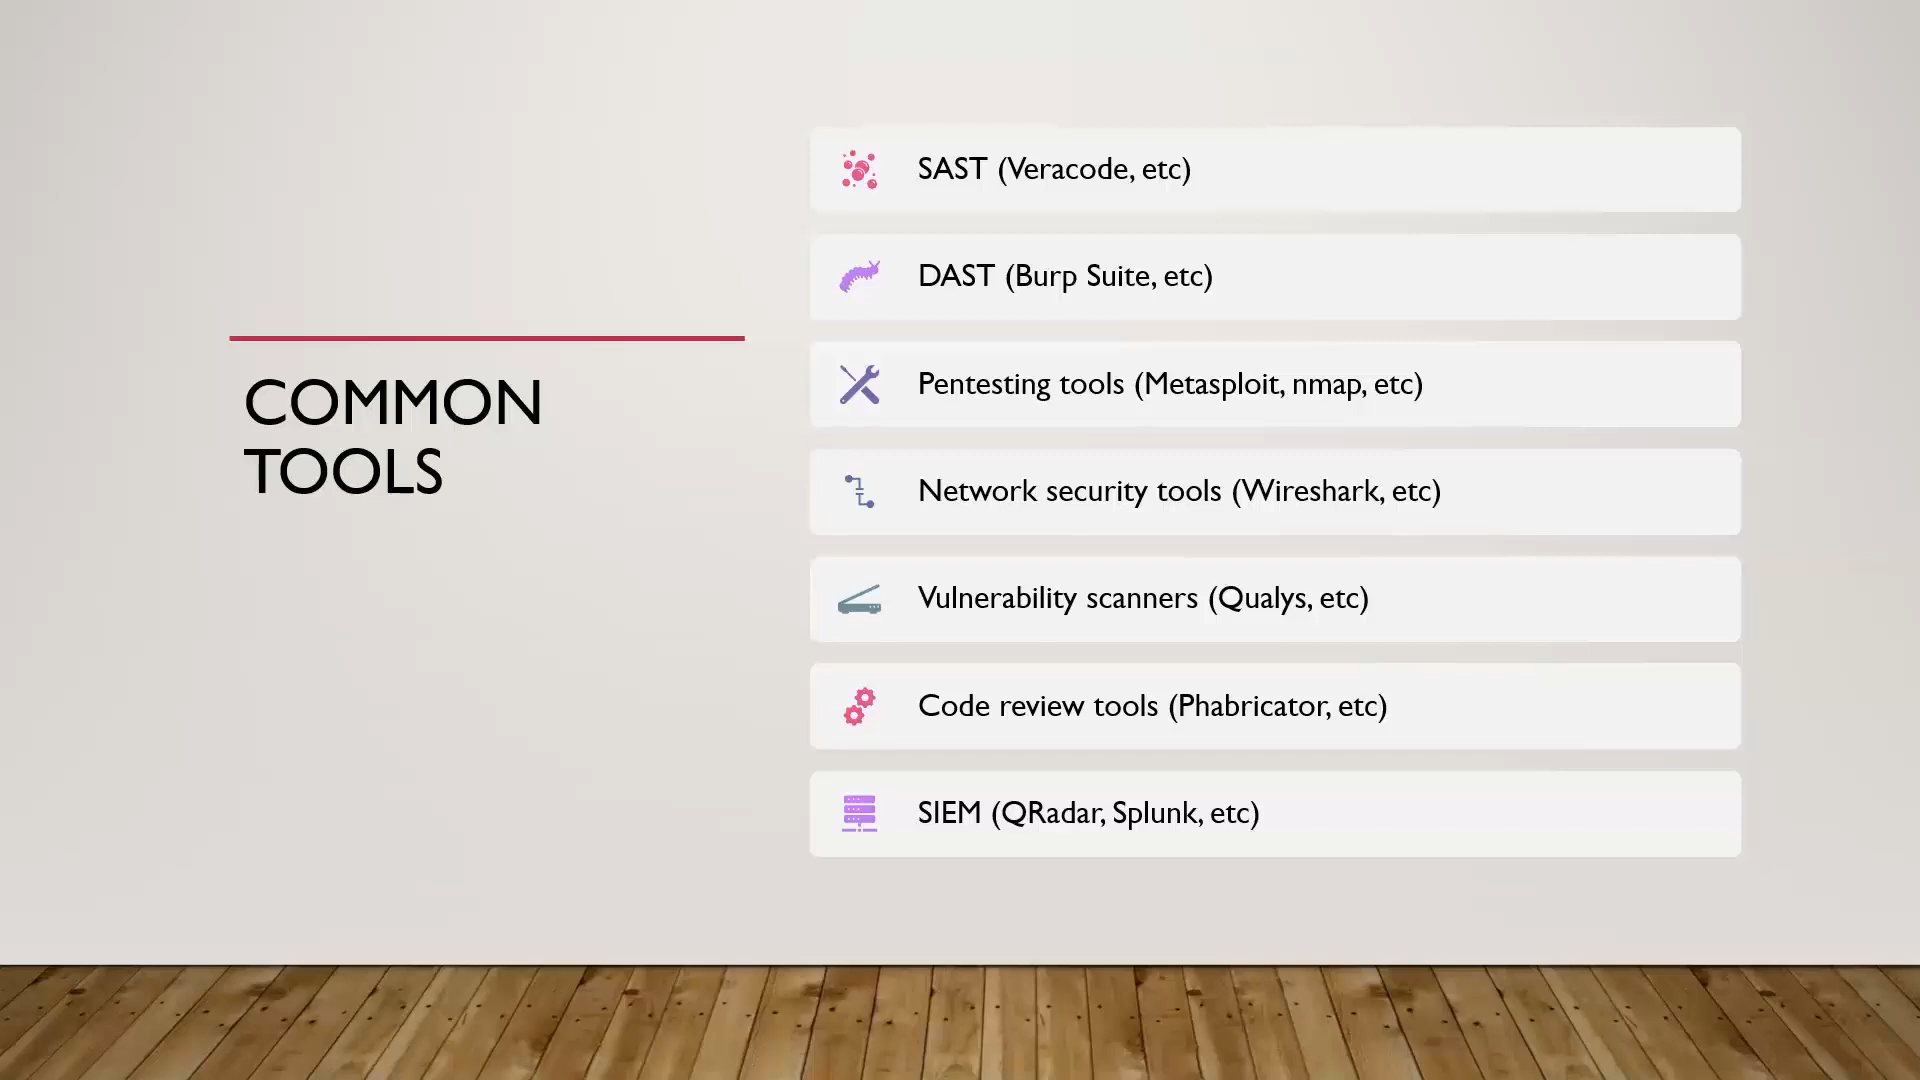 COMMON
TOOLS
SAST (Veracode, etc)
DAST (Burp Suite, etc)
Pentesting tools (Metasploit, nmap, etc)
Network security tools (Wireshark, etc)
Vulnerability scanners (Qualys, etc)
Code review tools (Phabricator, etc)
SIEM (QRadar, Splunk, etc)